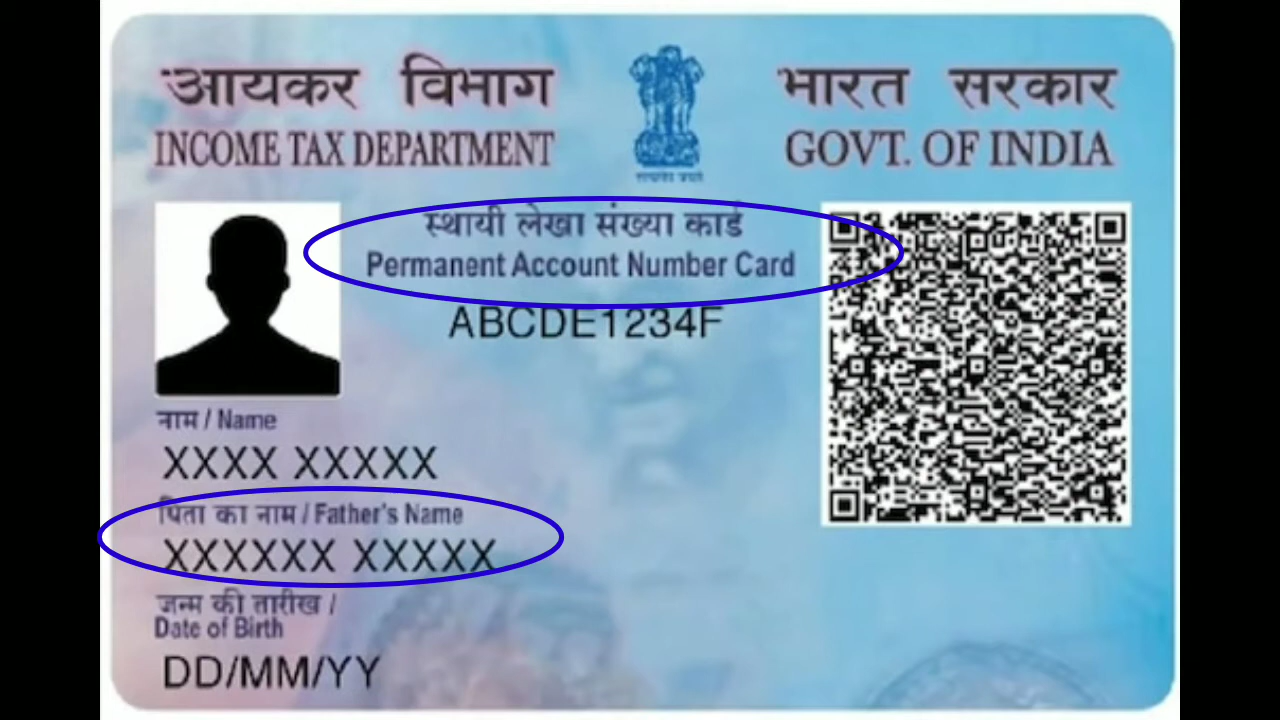 आयकर विभाग
INCOME TAX DEPARTMENT
भारत सरकार
GOVT. OF INDIA
स्थायी लेखा संख्या कार्ड
Permanent Account Number Card
ABCDE1234F
नाम / Name
XXXX XXXXX
पिता का नाम / Father's Name
XXXXXX XXXXX
जन्म की तारीख /
Date of Birth
DD/MM/YY